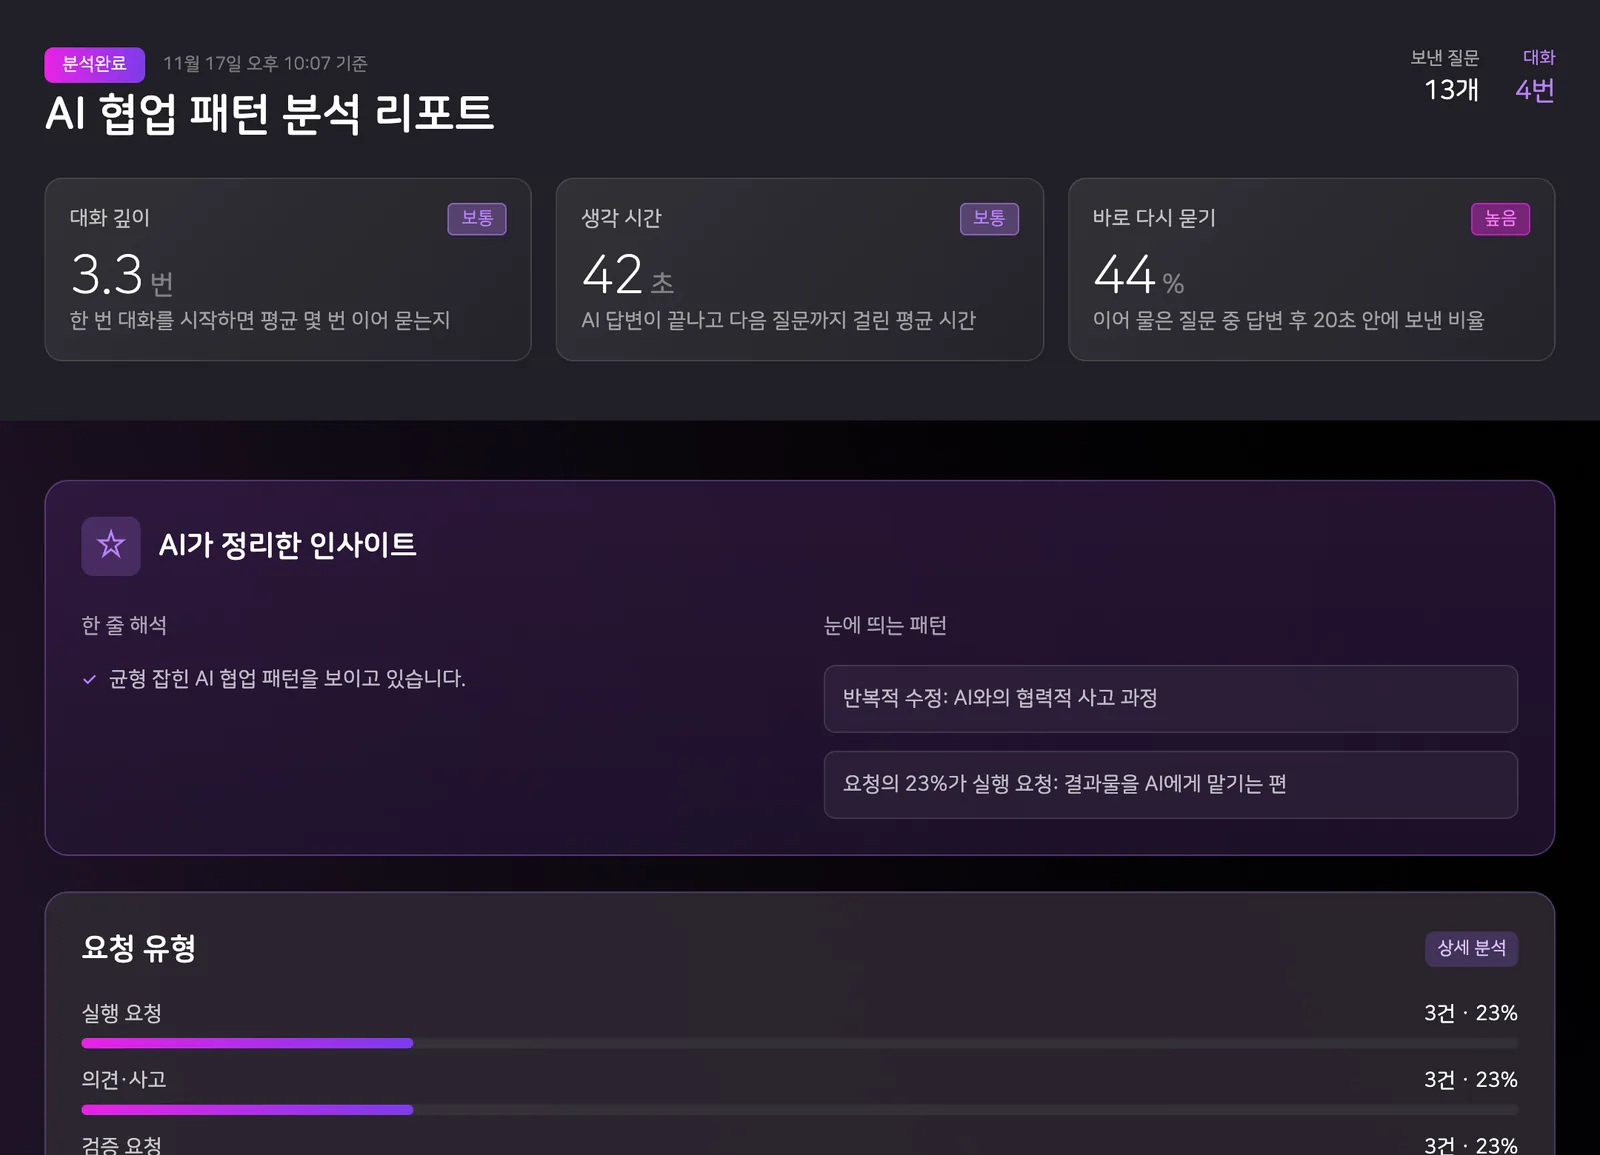 분석완료
11월 17일 오후 10:07 기준
AI 협업 패턴 분석 리포트
보낸 질문
13개
대화
4번
대화 깊이
보통
3.3 번
한 번 대화를 시작하면 평균 몇 번 이어 묻는지
생각 시간
보통
42 초
AI 답변이 끝나고 다음 질문까지 걸린 평균 시간
바로 다시 묻기
높음
44 %
이어 물은 질문 중 답변 후 20초 안에 보낸 비율
AI가 정리한 인사이트
한 줄 해석
균형 잡힌 AI 협업 패턴을 보이고 있습니다.
눈에 띄는 패턴
반복적 수정: AI와의 협력적 사고 과정
요청의 23%가 실행 요청: 결과물을 AI에게 맡기는 편
요청 유형
상세 분석
실행 요청
3건 · 23%
의견·사고
3건 · 23%
검증 요청
3건 · 23%